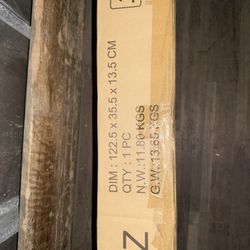 DIM : 122.5 x 35.5 x 13.5 CM
QTY : 1 PC
N.W.: 11.80 KGS
G.W.: 13.65 KGS
Z